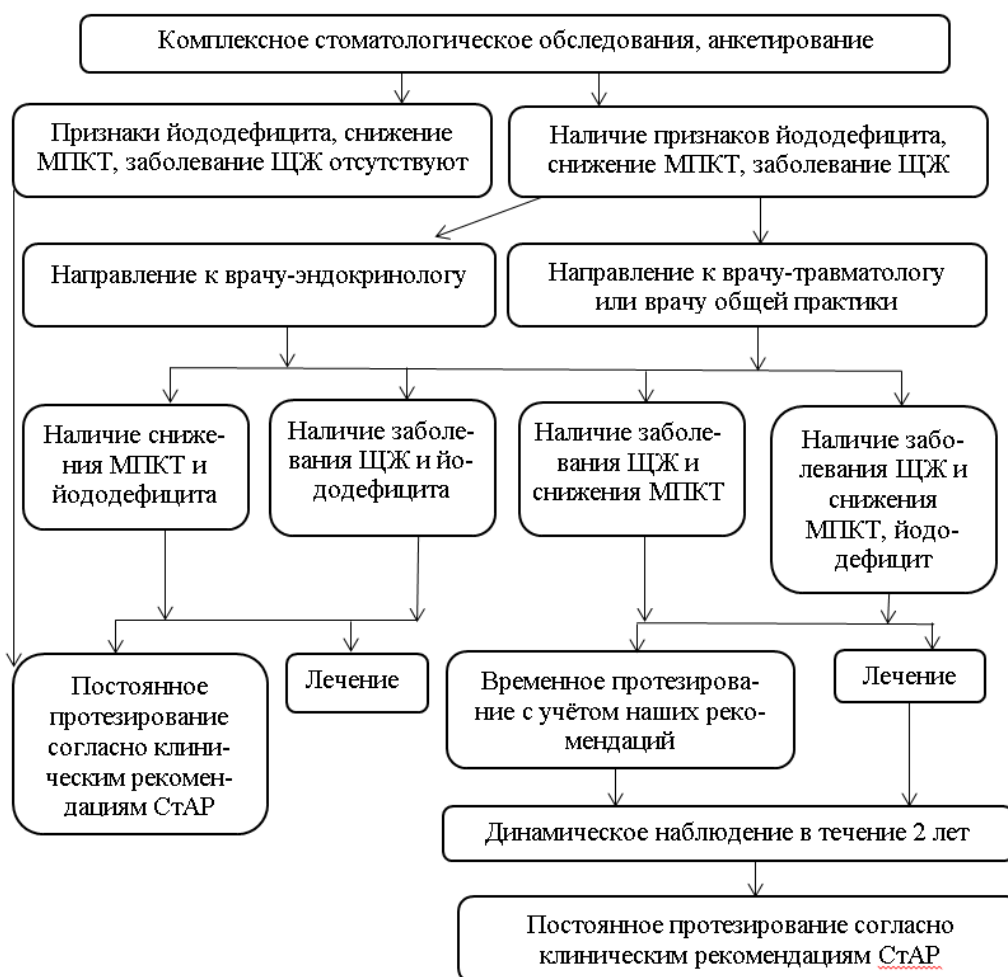 Комплексное стоматологическое обследования, анкетирование
Признаки йододефицита, снижение
МПКТ, заболевание ЩЖ отсутствуют
Наличие признаков йододефицита,
снижение МПКТ, заболевание ЩЖ
Направление к врачу-эндокринологу
Направление к врачу-травматологу
или врачу общей практики
Наличие сниже-
ния МПКТ и
йододефицита
Наличие заболе-
вания ЩЖ и йо-
додефицита
Наличие заболе-
вания ЩЖ и
снижения МПКТ
Наличие забо-
левания ЩЖ и
снижения
МПКТ, йодо-
дефицит
Постоянное
протезирование
согласно клини-
ческим рекомен-
дациям СтАР
Лечение
Временное протезирова-
ние с учётом наших реко-
мендаций
Лечение
Динамическое наблюдение в течение 2 лет
Постоянное протезирование согласно
клиническим рекомендациям СтАР